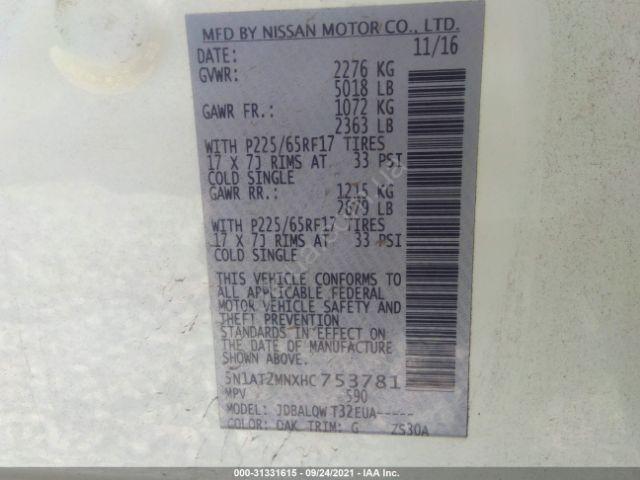 MFD BY NISSAN MOTOR CO., LTD.
DATE: 11/16
GVWR: 2276 KG
5018 LB
GAWR FR.: 1072 KG
2363 LB
WITH P225/65RF17 TIRES
17 X 7J RIMS AT 33 PSI
COLD SINGLE
GAWR RR.: 1215 KG
2679 LB
WITH P225/65RF17 TIRES
17 X 7J RIMS AT 33 PSI
COLD SINGLE
THIS VEHICLE CONFORMS TO
ALL APPLICABLE FEDERAL
MOTOR VEHICLE SAFETY AND
THEFT PREVENTION
STANDARDS IN EFFECT ON
THE DATE OF MANUFACTURE
SHOWN ABOVE.
5N1AT2MNXHC753781
MPV 590
MODEL: JDBALQWT32EUA-----
COLOR: QAK TRIM: G ZS30A
000-31331615 - 09/24/2021 - IAA Inc.